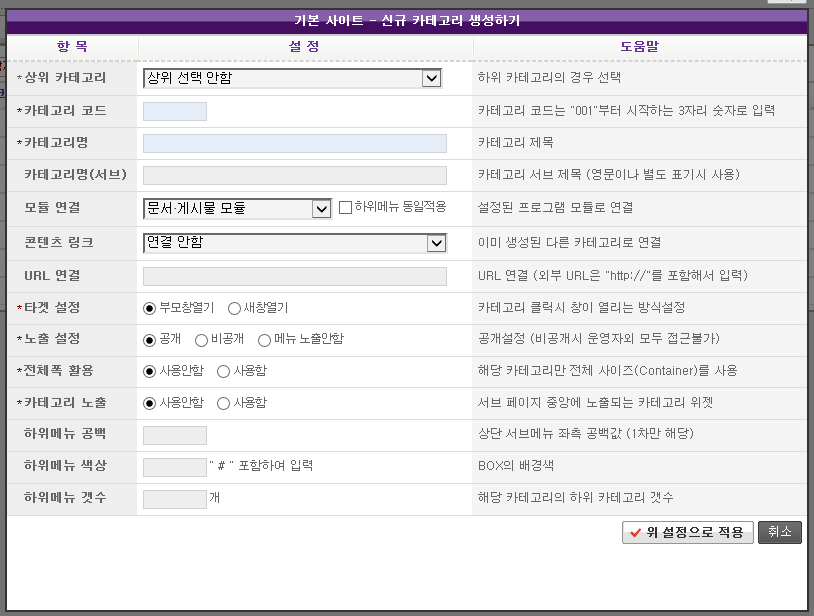 기본 사이트 - 신규 카테고리 생성하기
항 목 설 정 도움말
*상위 카테고리 상위 선택 안함 하위 카테고리의 경우 선택
*카테고리 코드 카테고리 코드는 "001"부터 시작하는 3자리 숫자로 입력
*카테고리명 카테고리 제목
카테고리명(서브) 카테고리 서브 제목 (영문이나 별도 표기시 사용)
모듈 연결 문서·게시물 모듈 하위메뉴 동일적용 설정된 프로그램 모듈로 연결
콘텐츠 링크 연결 안함 이미 생성된 다른 카테고리로 연결
URL 연결 URL 연결 (외부 URL은 "http://"를 포함해서 입력)
*타겟 설정 부모창열기 새창열기 카테고리 클릭시 창이 열리는 방식설정
*노출 설정 공개 비공개 메뉴 노출안함 공개설정 (비공개시 운영자외 모두 접근불가)
*전체폭 활용 사용안함 사용함 해당 카테고리만 전체 사이즈(Container)를 사용
*카테고리 노출 사용안함 사용함 서브 페이지 중앙에 노출되는 카테고리 위젯
하위메뉴 공백 상단 서브메뉴 좌측 공백값 (1차만 해당)
하위메뉴 색상 " # " 포함하여 입력 BOX의 배경색
하위메뉴 갯수 개 해당 카테고리의 하위 카테고리 갯수
위 설정으로 적용 취소